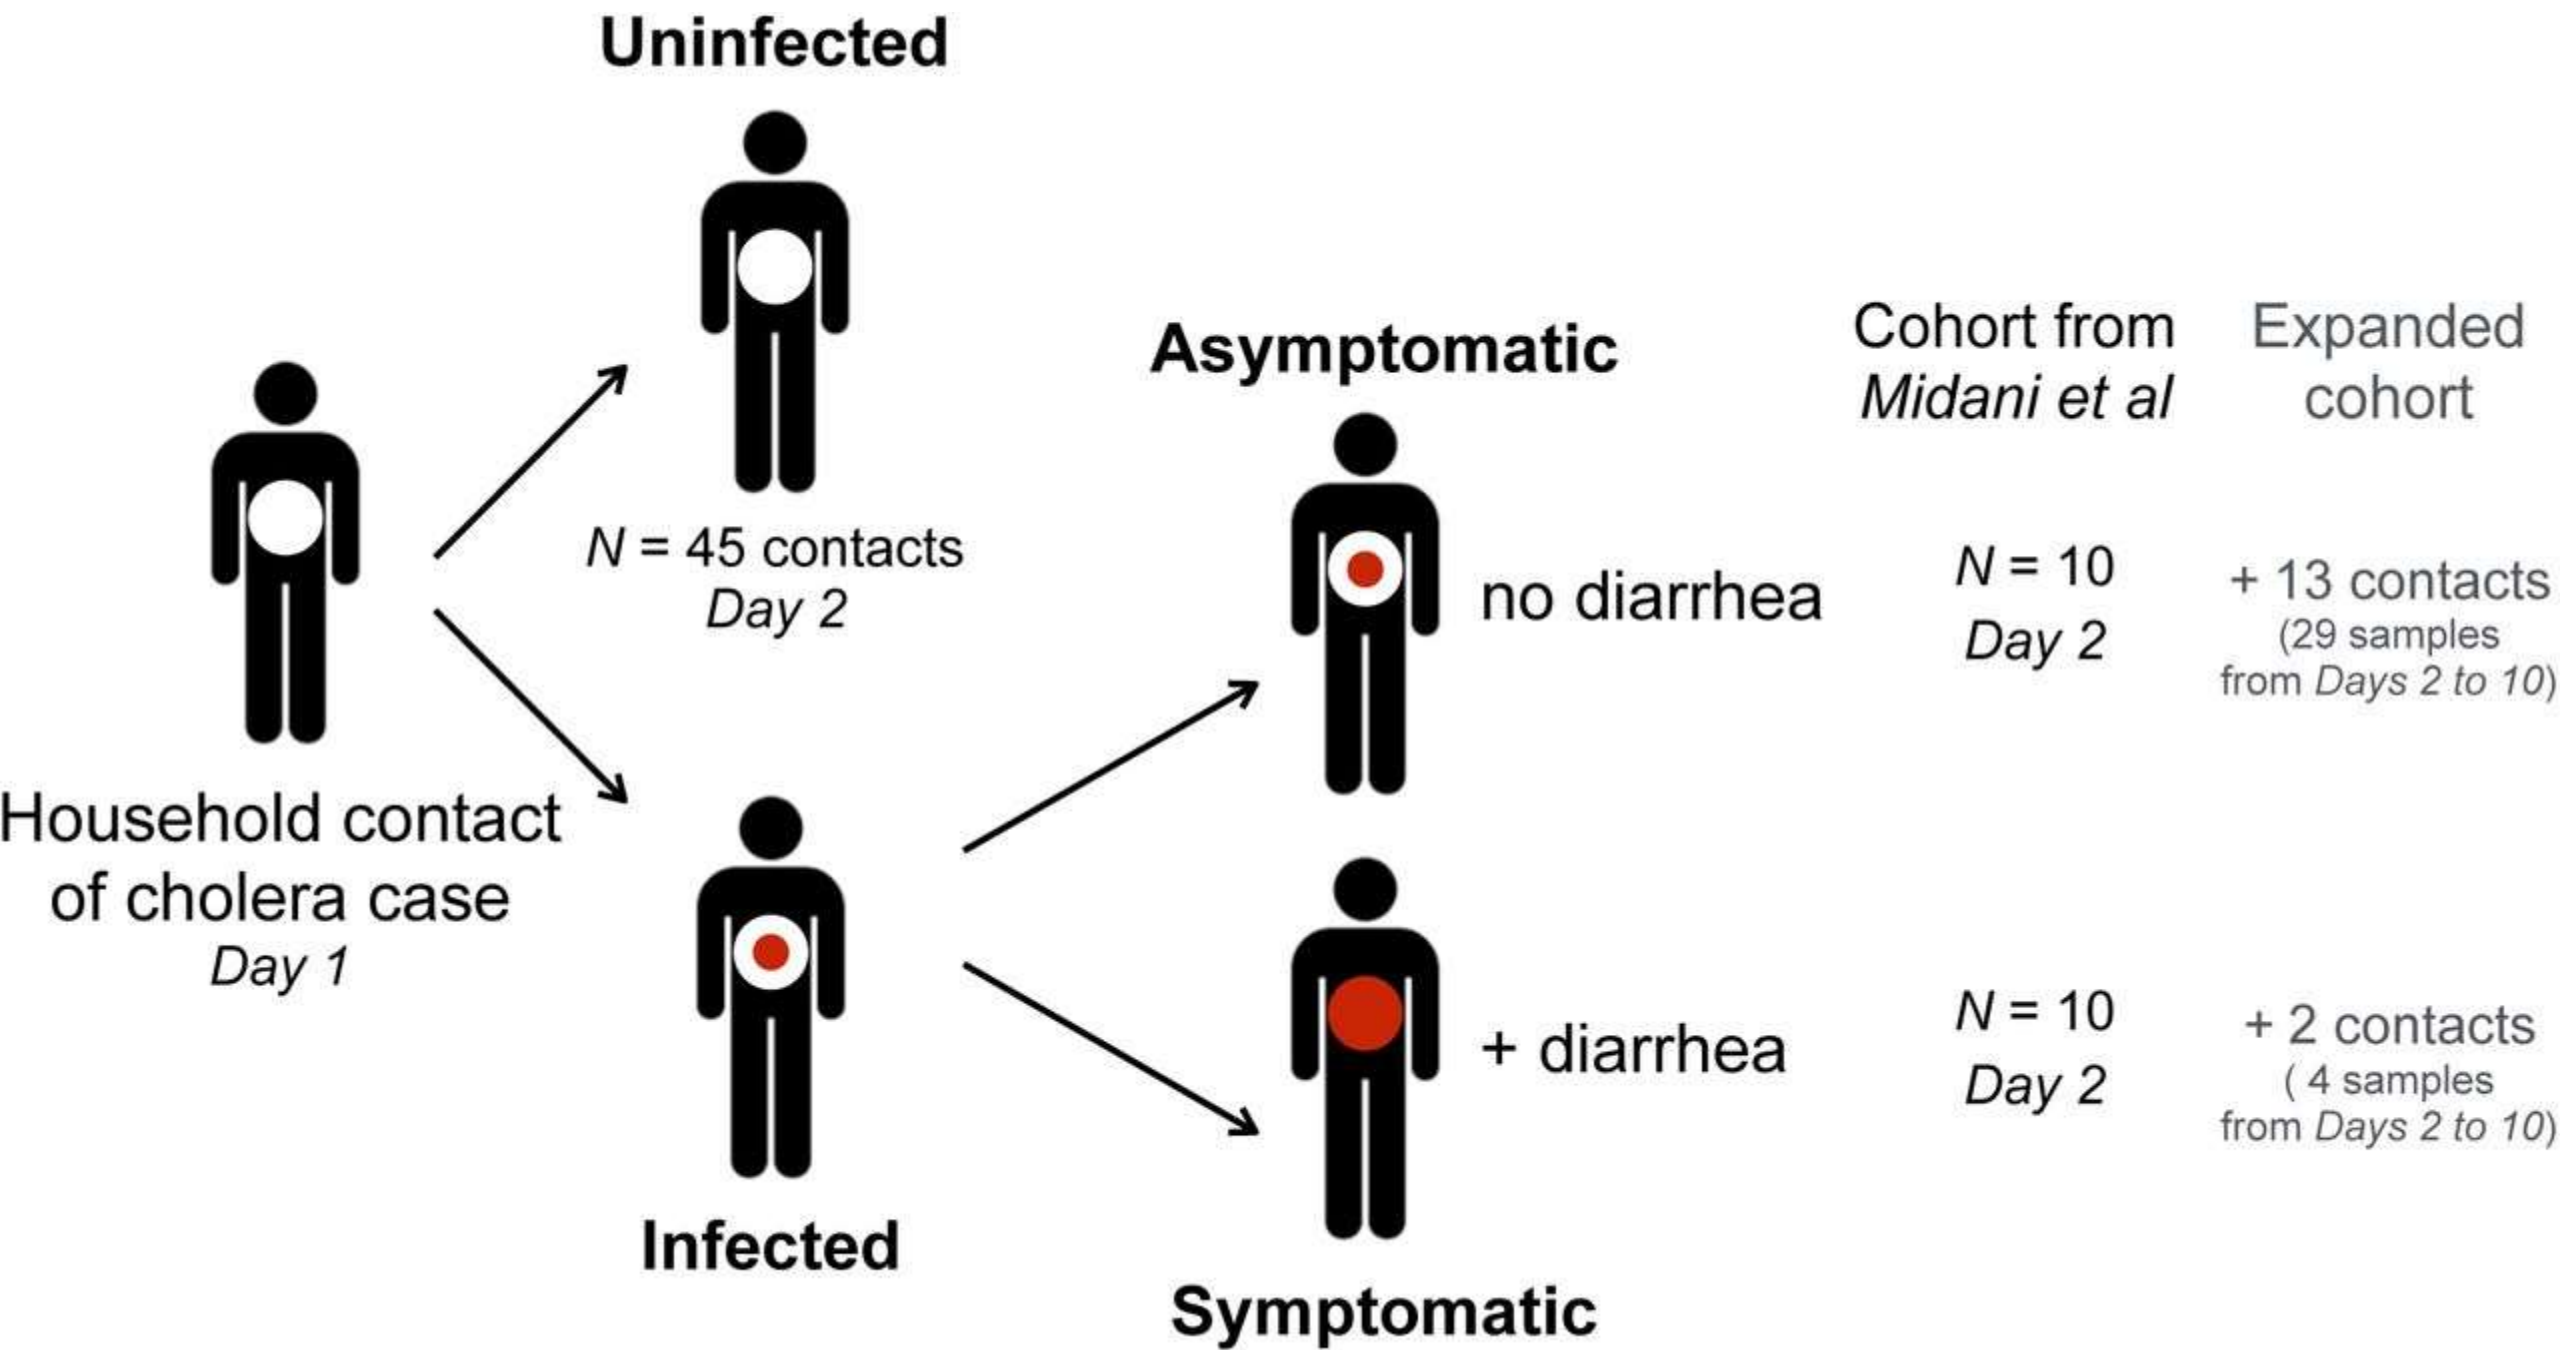 Uninfected
N = 45 contacts
Day 2
Household contact
of cholera case
Day 1
Infected
Asymptomatic
no diarrhea
Symptomatic
+ diarrhea
Cohort from
Midani et al
N = 10
Day 2
N = 10
Day 2
Expanded
cohort
+ 13 contacts
(29 samples
from Days 2 to 10)
+ 2 contacts
( 4 samples
from Days 2 to 10)